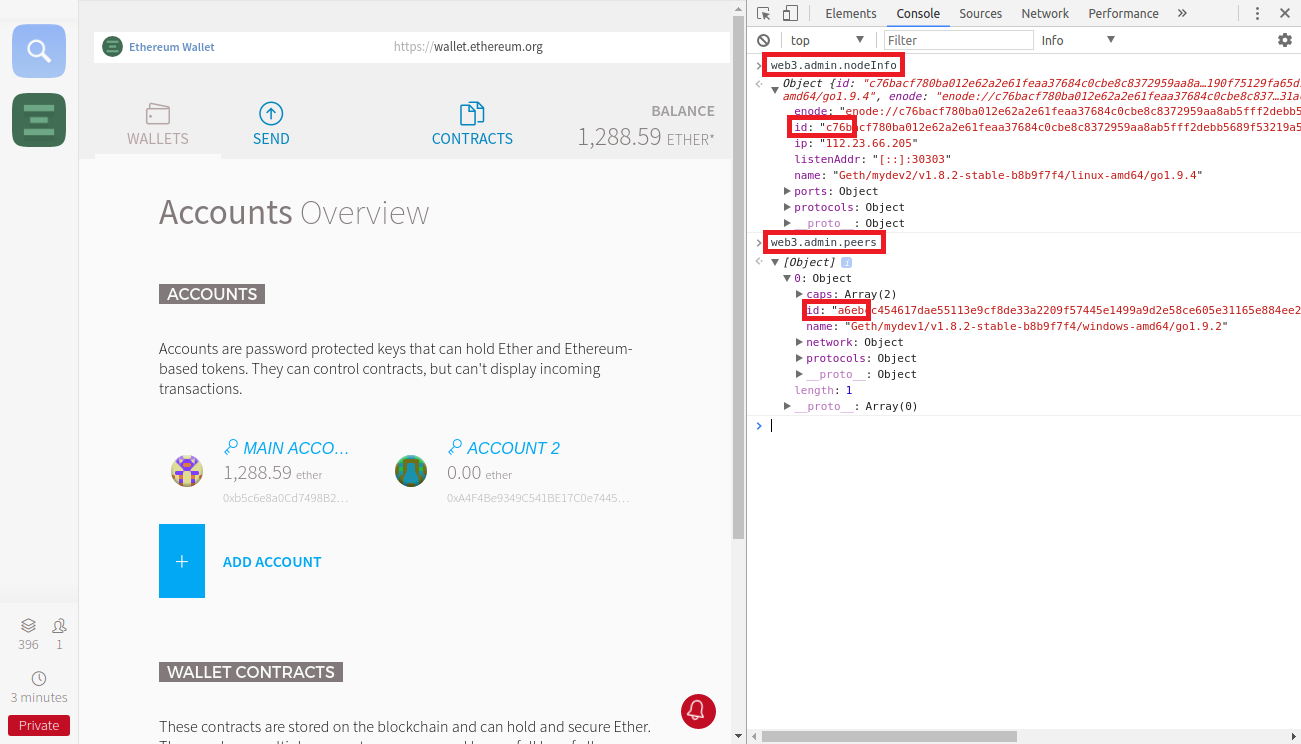 Ethereum Wallet
https://wallet.ethereum.org
WALLETS
SEND
CONTRACTS
BALANCE
1,288.59 ETHER*
Accounts Overview
ACCOUNTS
Accounts are password protected keys that can hold Ether and Ethereum-
based tokens. They can control contracts, but can't display incoming
transactions.
MAIN ACCO...
1,288.59 ether
0xb5c6e8a0Cd7498B2...
ACCOUNT 2
0.00 ether
0xA4F4Be9349C541BE17C0e7445...
+
ADD ACCOUNT
WALLET CONTRACTS
These contracts are stored on the blockchain and can hold and secure Ether.
396
1
3 minutes
Private
Elements Console Sources Network Performance »
top
Filter
Info
> web3.admin.nodeInfo
Object {id: "c76bacf780ba012e62a2e61feaa37684c0cbe8c8372959aa8a…190f75129fa65d
amd64/go1.9.4", enode: "enode://c76bacf780ba012e62a2e61feaa37684c0cbe8c837…31a
enode: "enode://c76bacf780ba012e62a2e61feaa37684c0cbe8c8372959aa8ab5fff2debb5
id: "c76bacf780ba012e62a2e61feaa37684c0cbe8c8372959aa8ab5fff2debb5689f53219a5
ip: "112.23.66.205"
listenAddr: "[::]:30303"
name: "Geth/mydev2/v1.8.2-stable-b8b9f7f4/linux-amd64/go1.9.4"
ports: Object
protocols: Object
__proto__: Object
> web3.admin.peers
[Object] i
0: Object
caps: Array(2)
id: "a6ebcc454617dae55113e9cf8de33a2209f57445e1499a9d2e58ce605e31165e884ee2
name: "Geth/mydev1/v1.8.2-stable-b8b9f7f4/windows-amd64/go1.9.2"
network: Object
protocols: Object
__proto__: Object
length: 1
__proto__: Array(0)
>